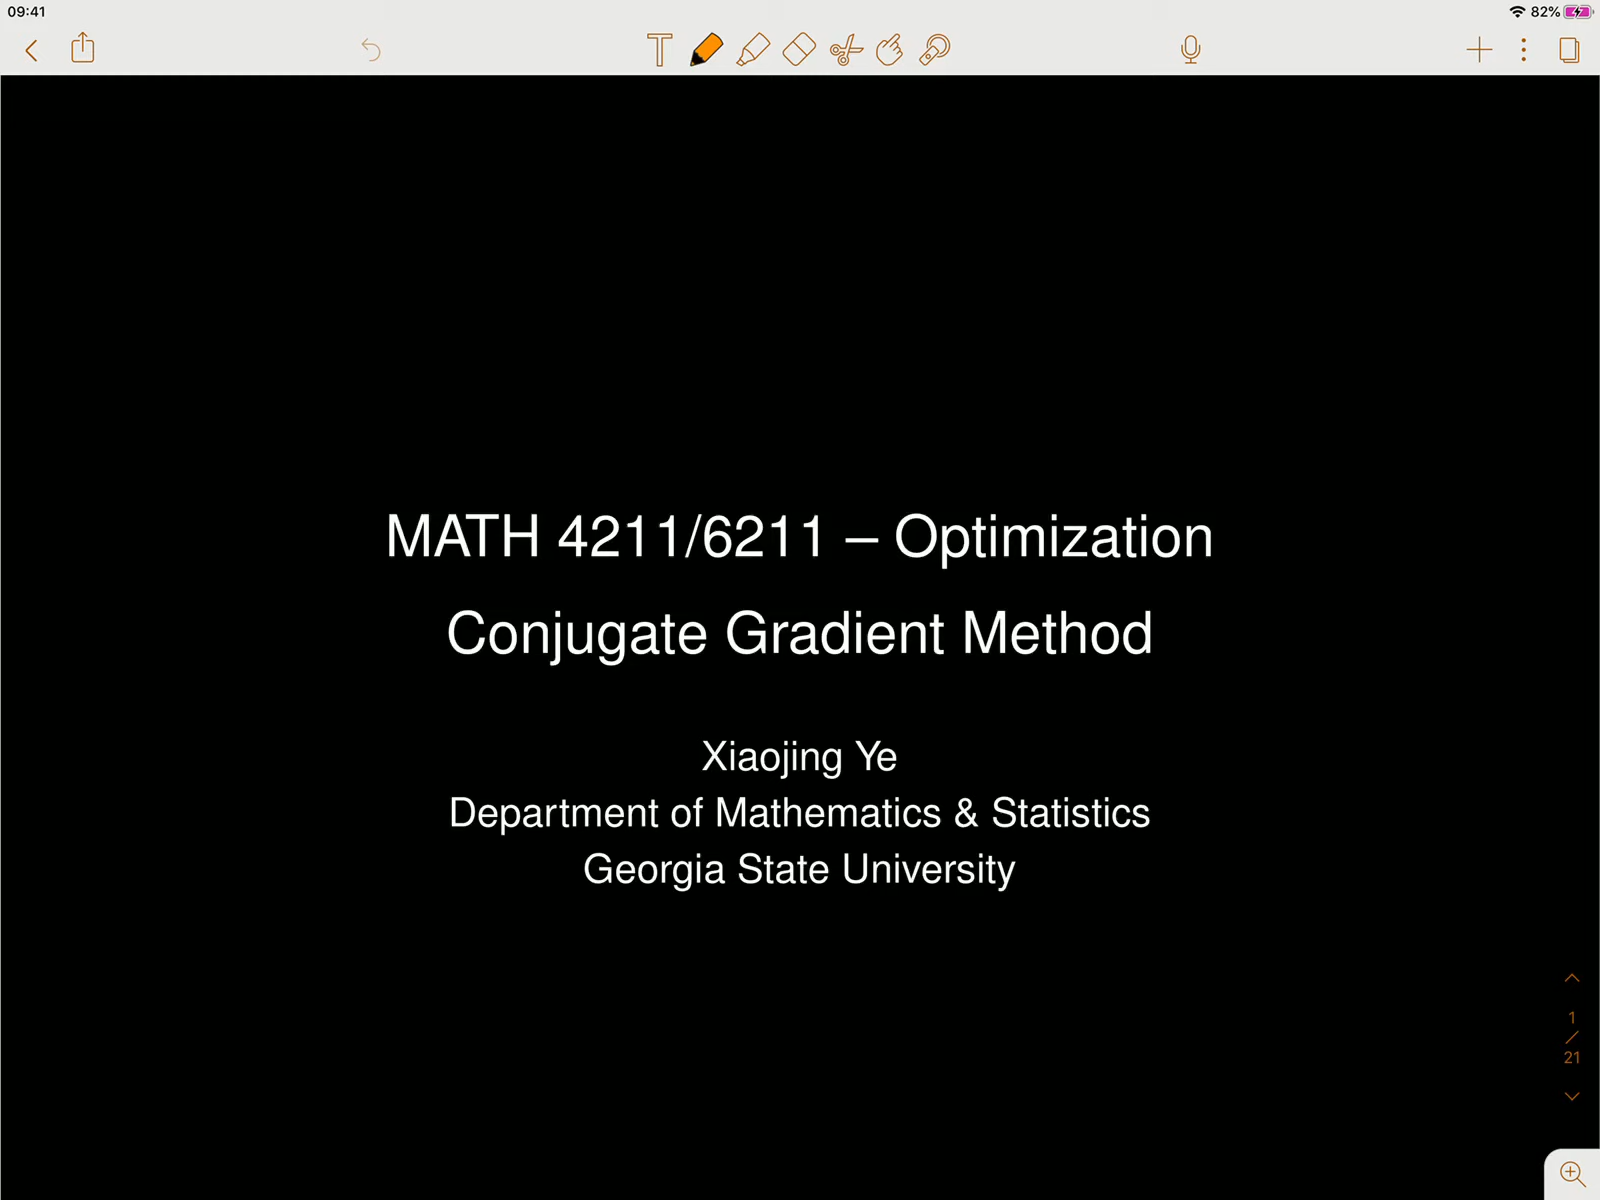 09:41
82%
MATH 4211/6211 – Optimization
Conjugate Gradient Method
Xiaojing Ye
Department of Mathematics & Statistics
Georgia State University
1
/
21